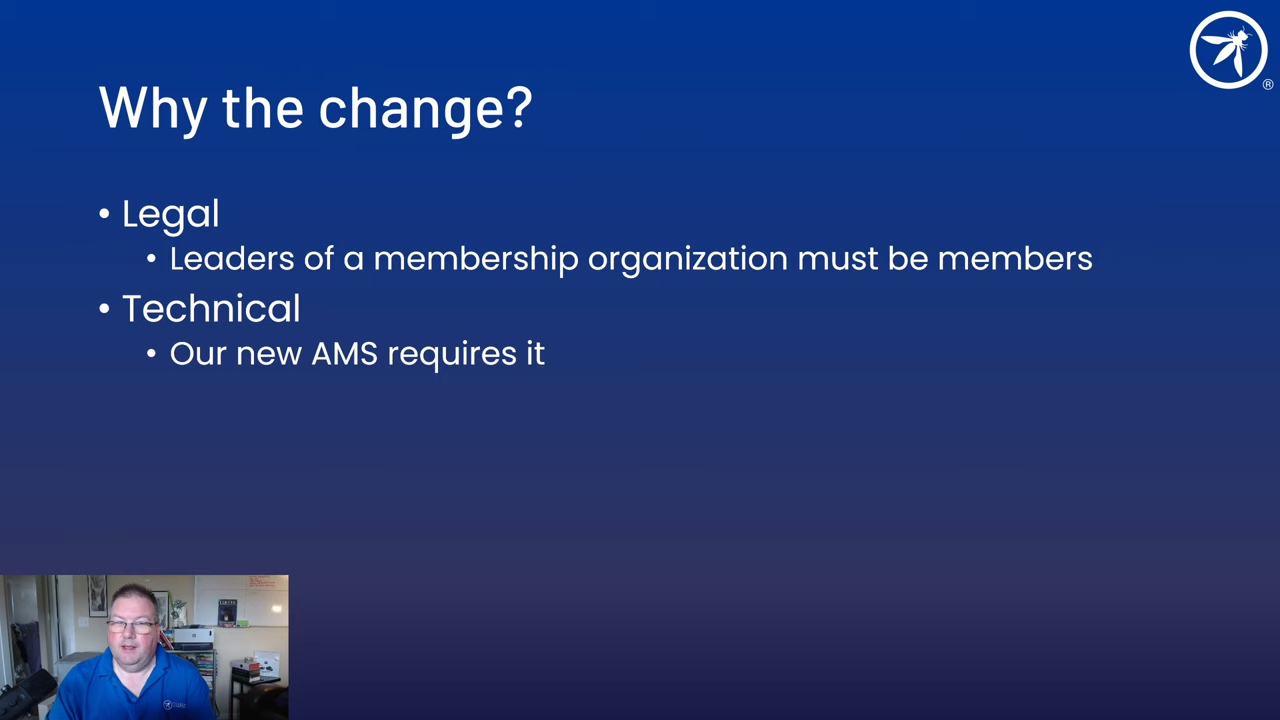 Why the change?
• Legal
• Leaders of a membership organization must be members
• Technical
• Our new AMS requires it
®